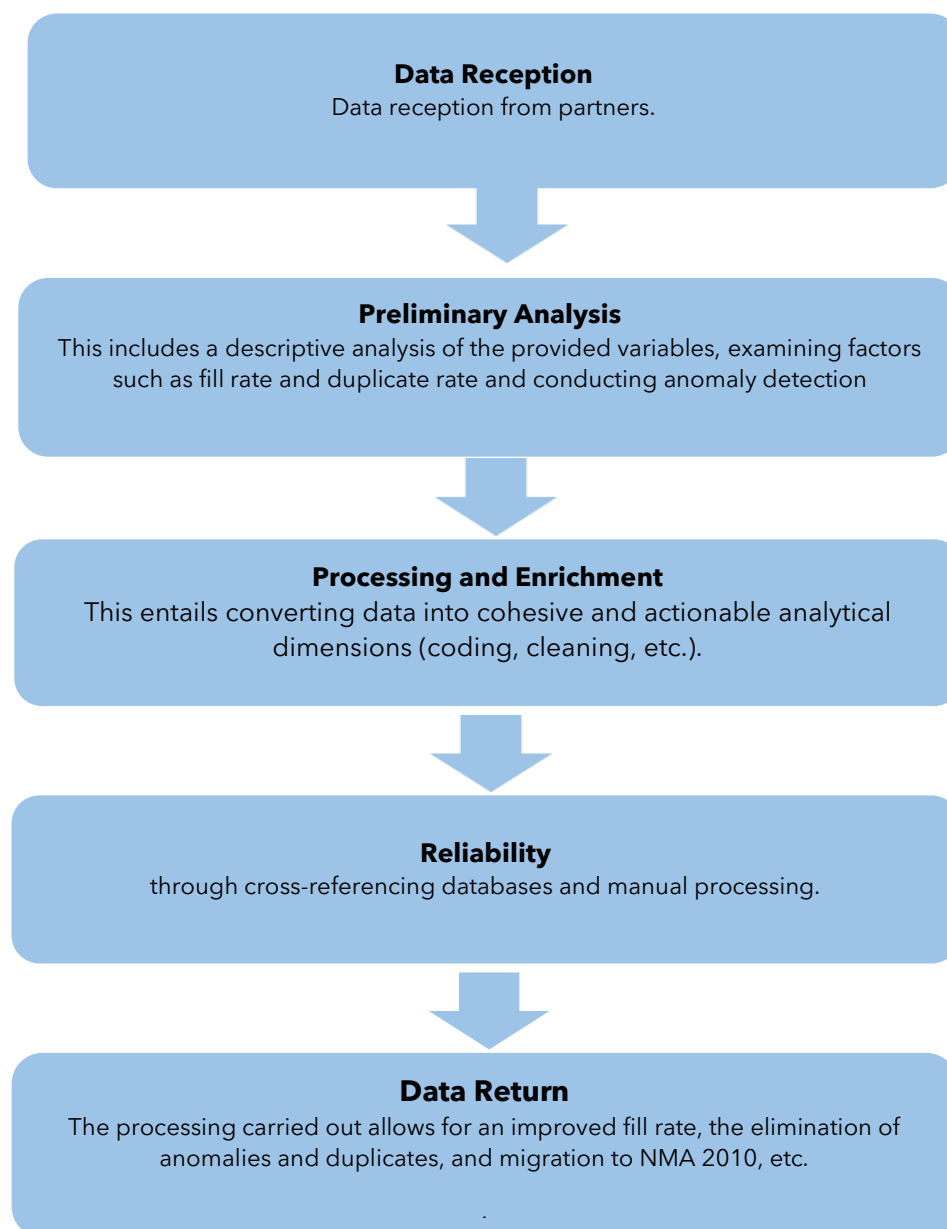 Data Reception
Data reception from partners.
Preliminary Analysis
This includes a descriptive analysis of the provided variables, examining factors
such as fill rate and duplicate rate and conducting anomaly detection
Processing and Enrichment
This entails converting data into cohesive and actionable analytical
dimensions (coding, cleaning, etc.).
Reliability
through cross-referencing databases and manual processing.
Data Return
The processing carried out allows for an improved fill rate, the elimination of
anomalies and duplicates, and migration to NMA 2010, etc.
.